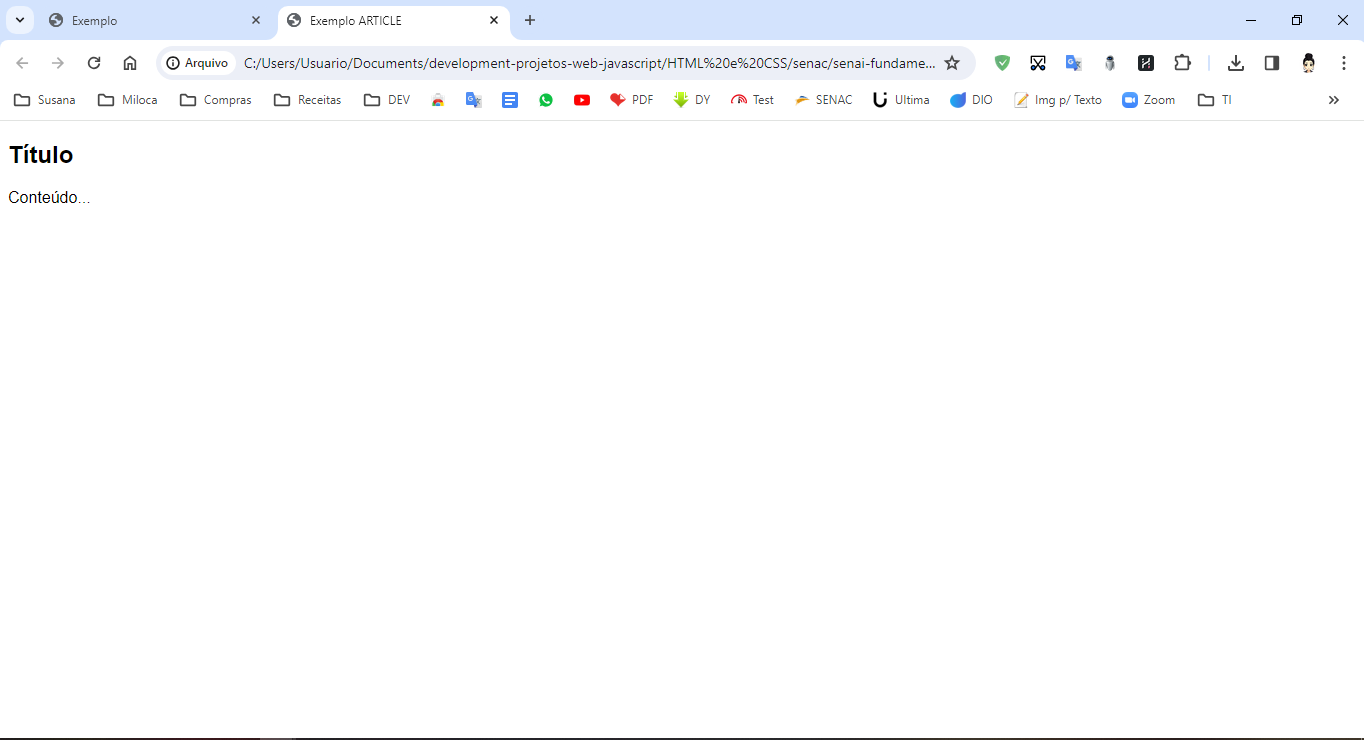 Exemplo Exemplo ARTICLE
Arquivo C:/Users/Usuario/Documents/development-projetos-web-javascript/HTML%20e%20CSS/senac/senai-fundame...
Susana Miloca Compras Receitas DEV PDF DY Test SENAC Ultima DIO Img p/ Texto Zoom TI
Título
Conteúdo...